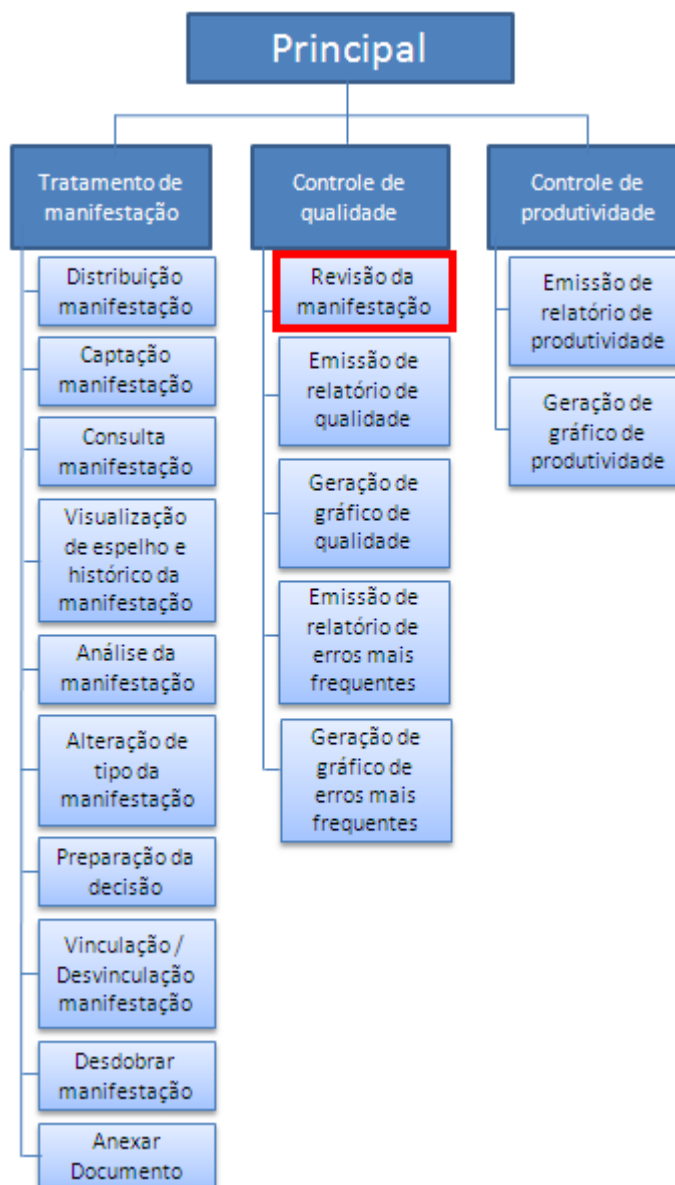 Principal
Tratamento de
manifestação
Distribuição
manifestação
Captação
manifestação
Consulta
manifestação
Visualização
de espelho e
histórico da
manifestação
Análise da
manifestação
Alteração de
tipo da
manifestação
Preparação da
decisão
Vinculação /
Desvinculação
manifestação
Desdobrar
manifestação
Anexar
Documento
Controle de
qualidade
Revisão da
manifestação
Emissão de
relatório de
qualidade
Geração de
gráfico de
qualidade
Emissão de
relatório de
erros mais
frequentes
Geração de
gráfico de
erros mais
frequentes
Controle de
produtividade
Emissão de
relatório de
produtividade
Geração de
gráfico de
produtividade